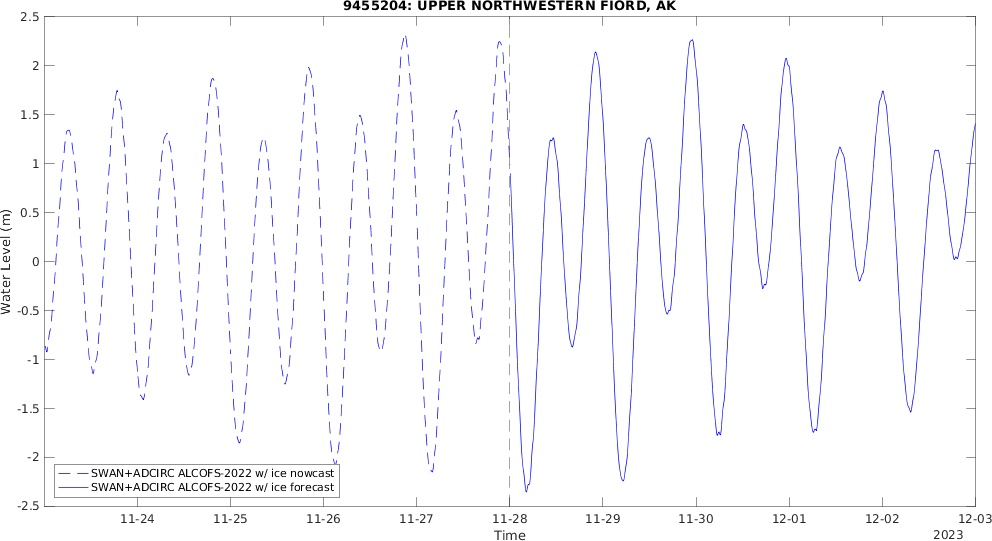 9455204: UPPER NORTHWESTERN FIORD, AK
2.5
2
1.5
1
0.5
0
-0.5
-1
-1.5
-2
-2.5
Water Level (m)
SWAN+ADCIRC ALCOFS-2022 w/ ice nowcast
SWAN+ADCIRC ALCOFS-2022 w/ ice forecast
11-24 11-25 11-26 11-27 11-28 11-29 11-30 12-01 12-02 12-03
Time
2023